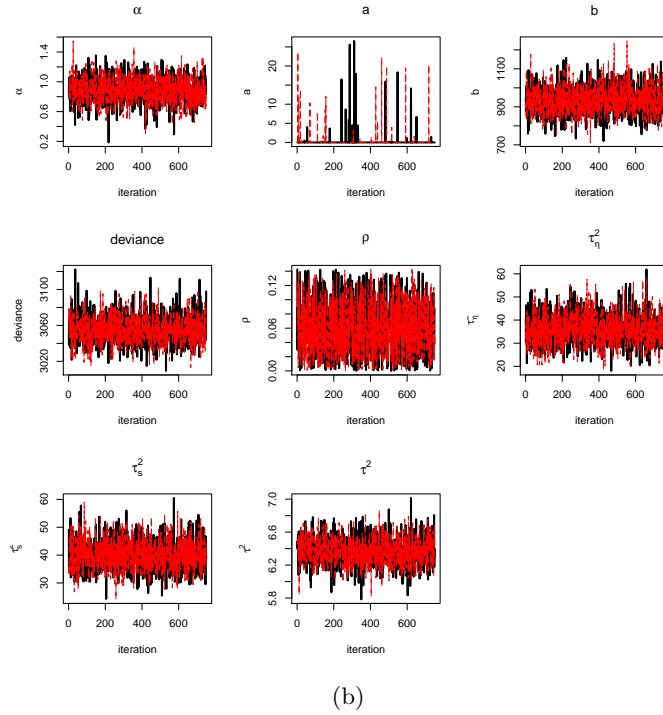 α a b
α
0.2 0.6 1.0 1.4
0 200 400 600
iteration
a
0 5 10 20
0 200 400 600
iteration
b
700 900 1100
0 200 400 600
iteration
deviance ρ τ²η
deviance
3020 3060 3100
0 200 400 600
iteration
ρ
0.00 0.06 0.12
0 200 400 600
iteration
τ²η
20 30 40 50 60
0 200 400 600
iteration
τ²s τ²
τ²s
30 40 50 60
0 200 400 600
iteration
τ²
5.8 6.2 6.6 7.0
0 200 400 600
iteration
(b)